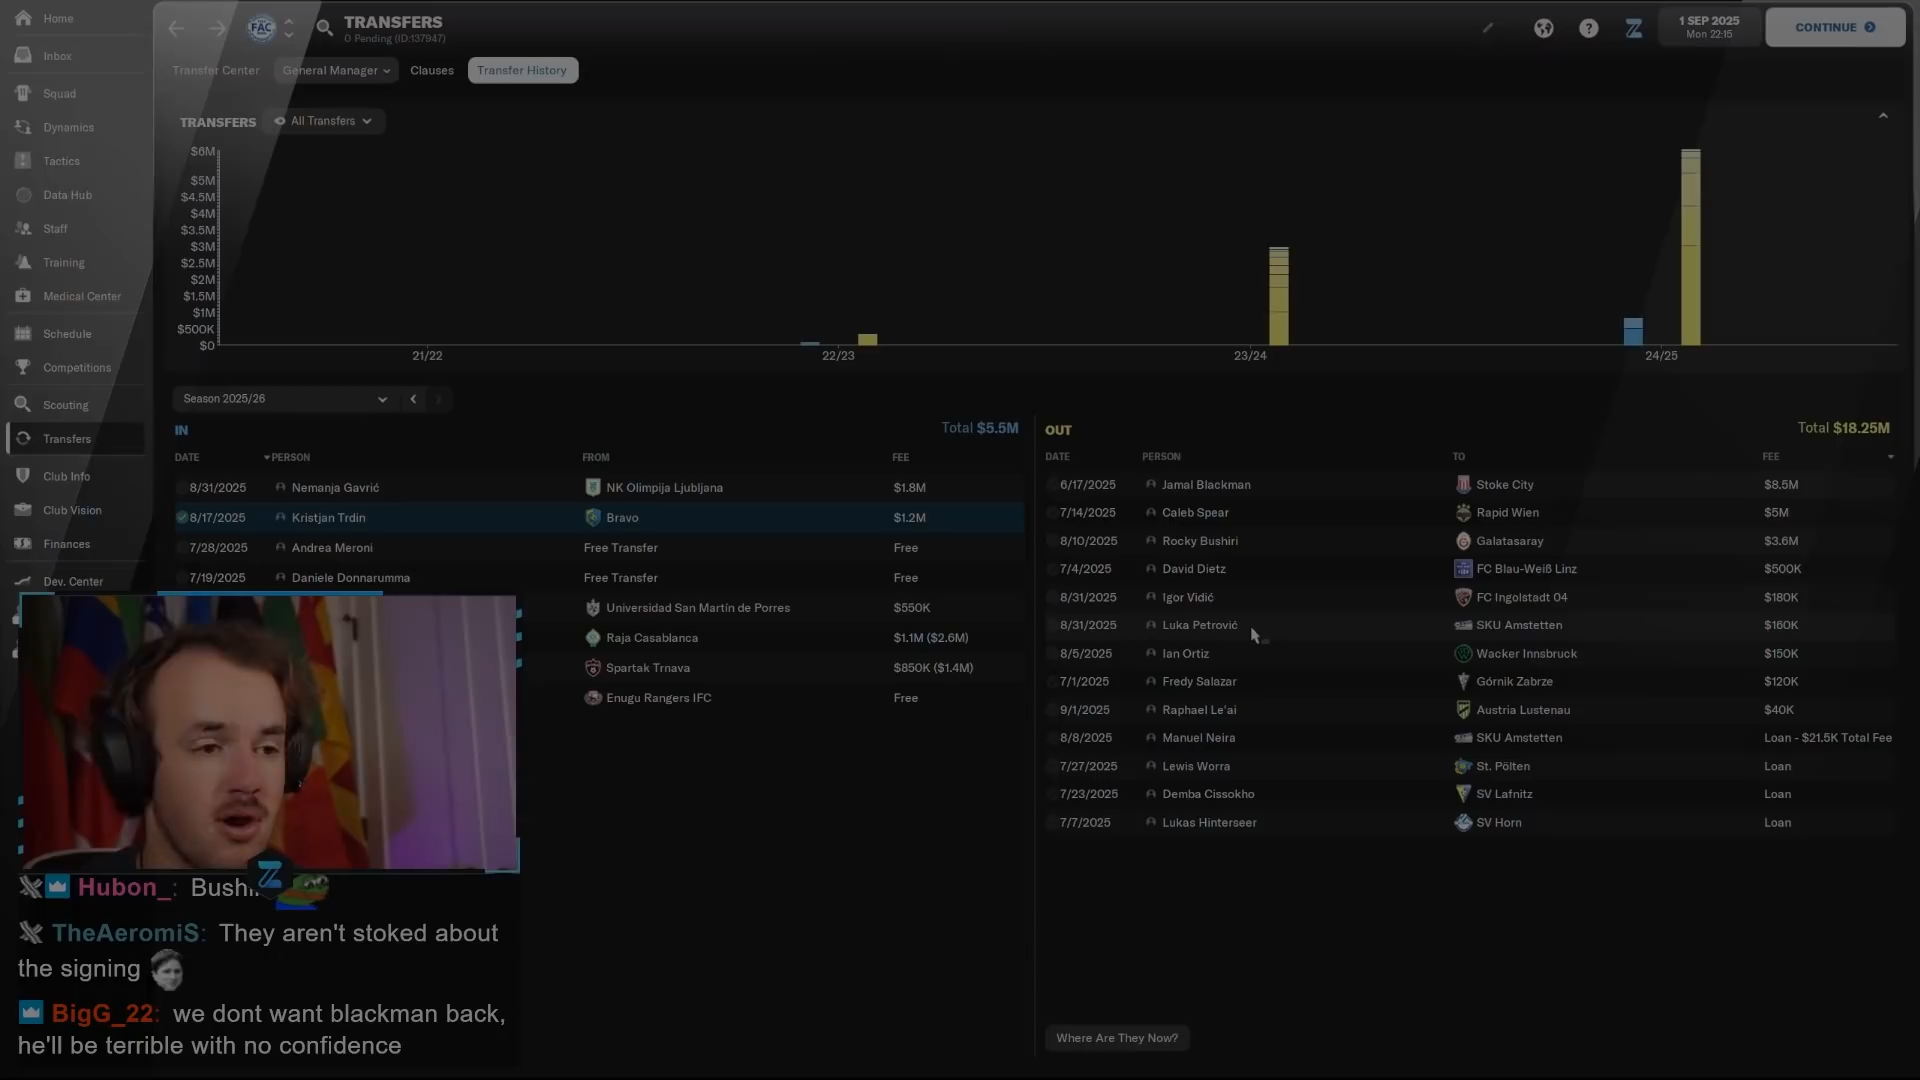 Home
Inbox
Squad
Dynamics
Tactics
Data Hub
Staff
Training
Medical Center
Schedule
Competitions
Scouting
Transfers
Club Info
Club Vision
Finances
Dev. Center
FAC
TRANSFERS
0 Pending (ID:137947)
1 SEP 2025
Mon 22:15
CONTINUE
Transfer Center General Manager Clauses Transfer History
TRANSFERS All Transfers
$6M
$5M
$4.5M
$4M
$3.5M
$3M
$2.5M
$2M
$1.5M
$1M
$500K
$0
21/22 22/23 23/24 24/25
Season 2025/26
IN Total $5.5M
DATE PERSON FROM FEE
8/31/2025 Nemanja Gavrić NK Olimpija Ljubljana $1.8M
8/17/2025 Kristjan Trdin Bravo $1.2M
7/28/2025 Andrea Meroni Free Transfer Free
7/19/2025 Daniele Donnarumma Free Transfer Free
Universidad San Martín de Porres $550K
Raja Casablanca $1.1M ($2.6M)
Spartak Trnava $850K ($1.4M)
Enugu Rangers IFC Free
OUT Total $18.25M
DATE PERSON TO FEE
6/17/2025 Jamal Blackman Stoke City $8.5M
7/14/2025 Caleb Spear Rapid Wien $5M
8/10/2025 Rocky Bushiri Galatasaray $3.6M
7/4/2025 David Dietz FC Blau-Weiß Linz $500K
8/31/2025 Igor Vidić FC Ingolstadt 04 $180K
8/31/2025 Luka Petrović SKU Amstetten $160K
8/5/2025 Ian Ortiz Wacker Innsbruck $150K
7/1/2025 Fredy Salazar Górnik Zabrze $120K
9/1/2025 Raphael Le'ai Austria Lustenau $40K
8/8/2025 Manuel Neira SKU Amstetten Loan - $21.5K Total Fee
7/27/2025 Lewis Worra St. Pölten Loan
7/23/2025 Demba Cissokho SV Lafnitz Loan
7/7/2025 Lukas Hinterseer SV Horn Loan
Where Are They Now?
Hubon_:
TheAeromiS: They aren't stoked about
the signing
BigG_22: we dont want blackman back,
he'll be terrible with no confidence